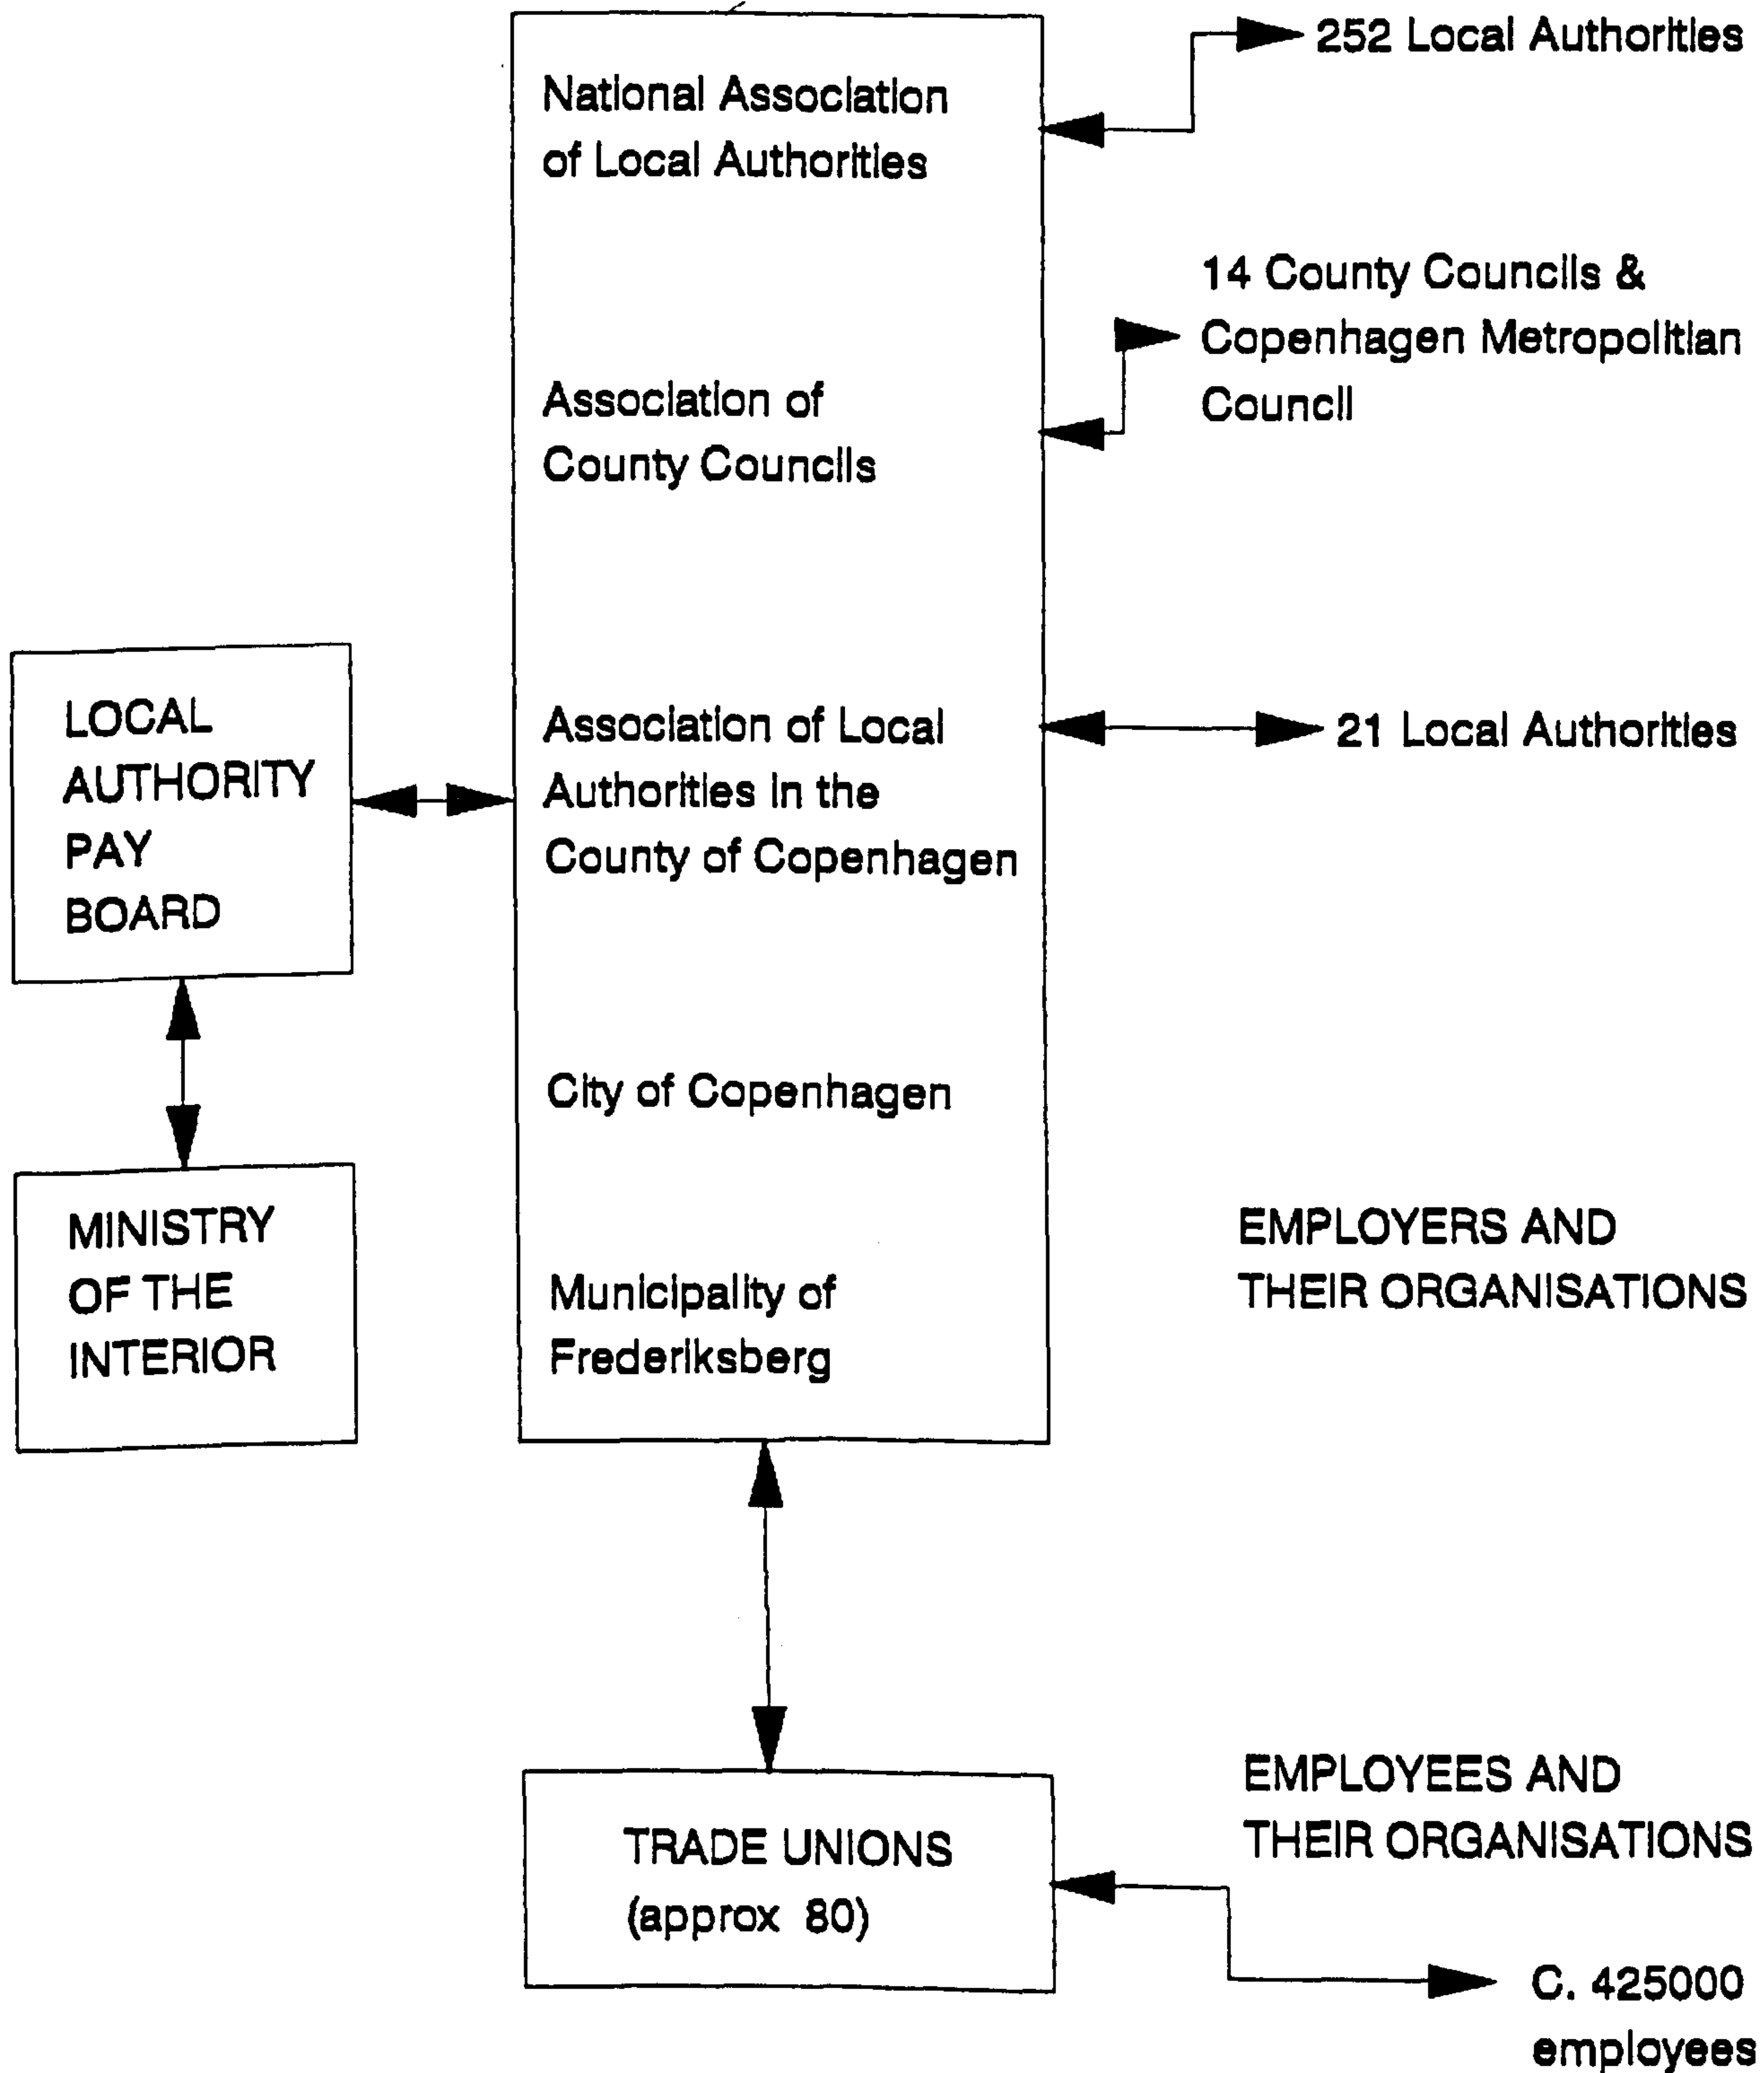 252 Local Authorities
National Association
of Local Authorities
14 County Councils &
Copenhagen Metropolitian
Council
Association of
County Councils
LOCAL
AUTHORITY
PAY
BOARD
Association of Local
Authorities in the
County of Copenhagen
21 Local Authorities
City of Copenhagen
MINISTRY
OF THE
INTERIOR
Municipality of
Frederiksberg
EMPLOYERS AND
THEIR ORGANISATIONS
EMPLOYEES AND
THEIR ORGANISATIONS
TRADE UNIONS
(approx 80)
C. 425000
employees